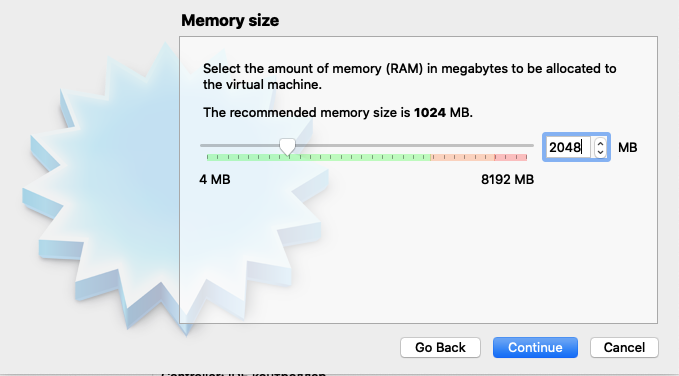 Memory size
Select the amount of memory (RAM) in megabytes to be allocated to
the virtual machine.
The recommended memory size is 1024 MB.
2048
MB
4 MB
8192 MB
Go Back
Continue
Cancel